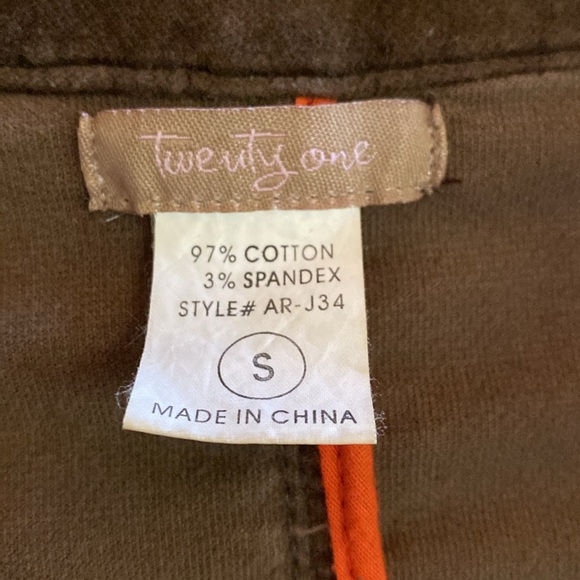 twenty one
97% COTTON
3% SPANDEX
STYLE# AR-J34
S
MADE IN CHINA